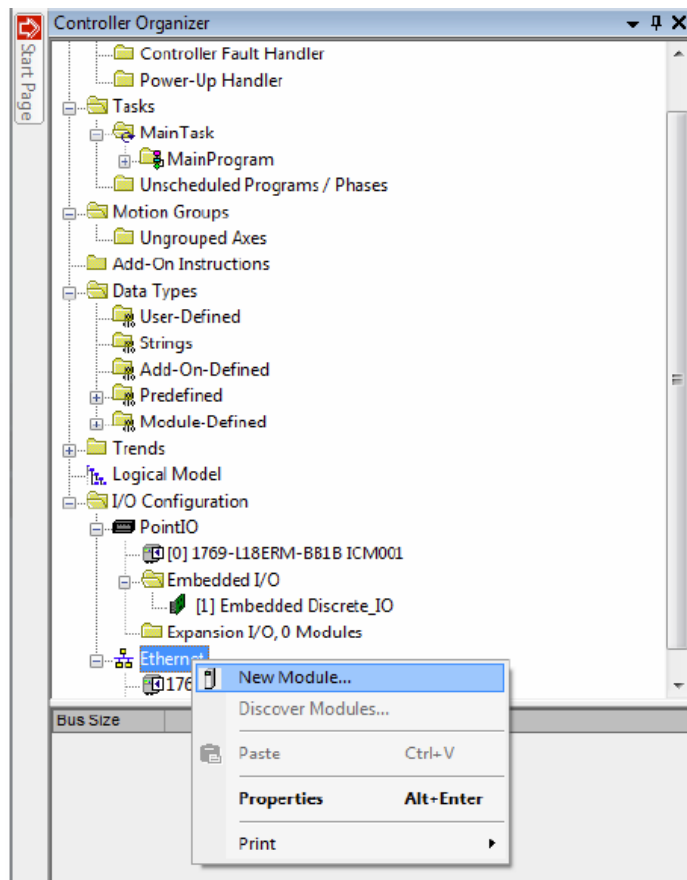 Controller Organizer
Start Page
Controller Fault Handler
Power-Up Handler
Tasks
MainTask
MainProgram
Unscheduled Programs / Phases
Motion Groups
Ungrouped Axes
Add-On Instructions
Data Types
User-Defined
Strings
Add-On-Defined
Predefined
Module-Defined
Trends
Logical Model
I/O Configuration
PointIO
[0] 1769-L18ERM-BB1B ICM001
Embedded I/O
[1] Embedded Discrete_IO
Expansion I/O, 0 Modules
Ethernet
176
New Module...
Discover Modules...
Paste Ctrl+V
Properties Alt+Enter
Print
Bus Size